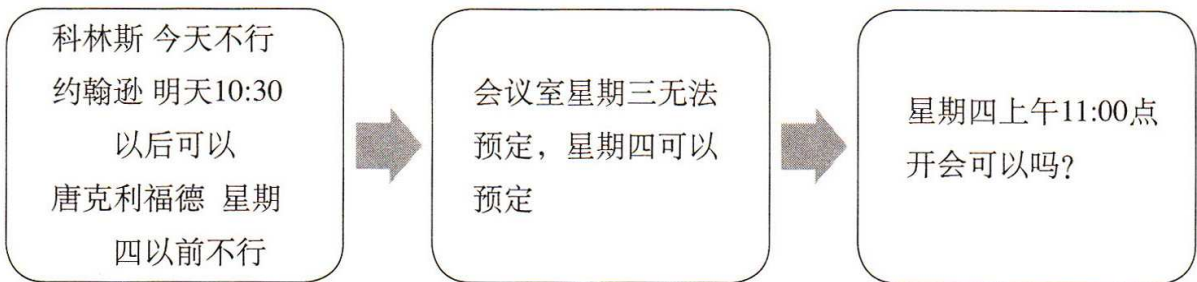 科林斯 今天不行
约翰逊 明天10:30
以后可以
唐克利福德 星期
四以前不行
会议室星期三无法
预定，星期四可以
预定
星期四上午11:00点
开会可以吗？